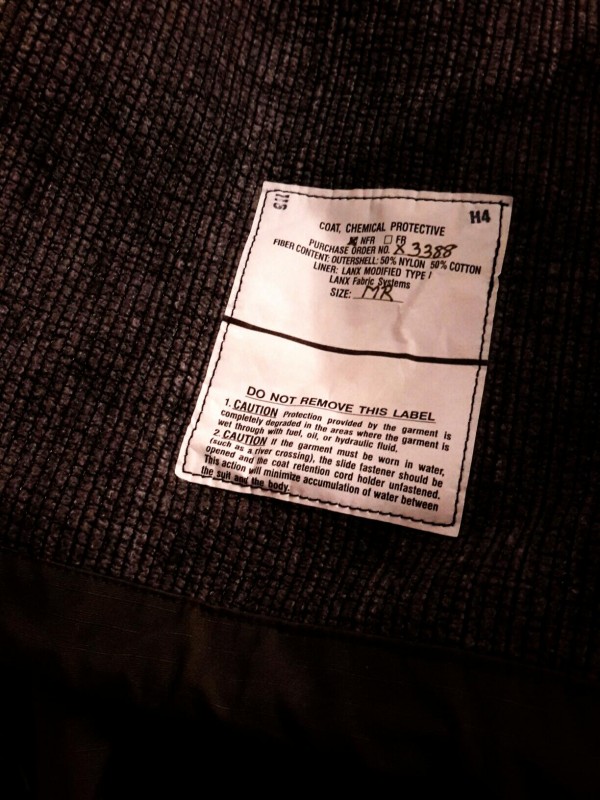 H4
COAT, CHEMICAL PROTECTIVE
NFR FR
PURCHASE ORDER NO. X 3388
FIBER CONTENT: OUTERSHELL: 50% NYLON 50% COTTON
LINER: LANX MODIFIED TYPE I
LANX Fabric Systems
SIZE: MR
DO NOT REMOVE THIS LABEL
1. CAUTION Protection provided by the garment is
completely degraded in the areas where the garment is
wet through with fuel, oil, or hydraulic fluid.
2. CAUTION If the garment must be worn in water,
(such as a river crossing), the slide fastener should be
opened and the coat retention cord holder unfastened.
This action will minimize accumulation of water between
the suit and the body.